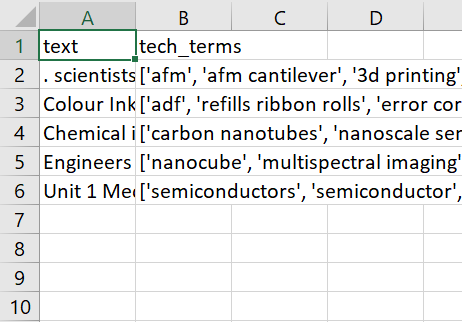 A B C D
1 text tech_terms
2 . scientists ['afm', 'afm cantilever', '3d printing',
3 Colour Ink ['adf', 'refills ribbon rolls', 'error cor
4 Chemical i ['carbon nanotubes', 'nanoscale ser
5 Engineers ['nanocube', 'multispectral imaging'
6 Unit 1 Med ['semiconductors', 'semiconductor',
7
8
9
10